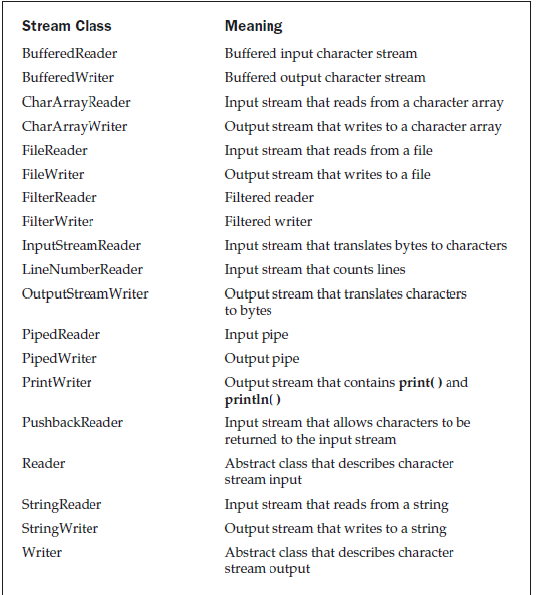 Stream Class Meaning
BufferedReader Buffered input character stream
BufferedWriter Buffered output character stream
CharArrayReader Input stream that reads from a character array
CharArrayWriter Output stream that writes to a character array
FileReader Input stream that reads from a file
FileWriter Output stream that writes to a file
FilterReader Filtered reader
FilterWriter Filtered writer
InputStreamReader Input stream that translates bytes to characters
LineNumberReader Input stream that counts lines
OutputStreamWriter Output stream that translates characters
to bytes
PipedReader Input pipe
PipedWriter Output pipe
PrintWriter Output stream that contains print( ) and
println( )
PushbackReader Input stream that allows characters to be
returned to the input stream
Reader Abstract class that describes character
stream input
StringReader Input stream that reads from a string
StringWriter Output stream that writes to a string
Writer Abstract class that describes character
stream output